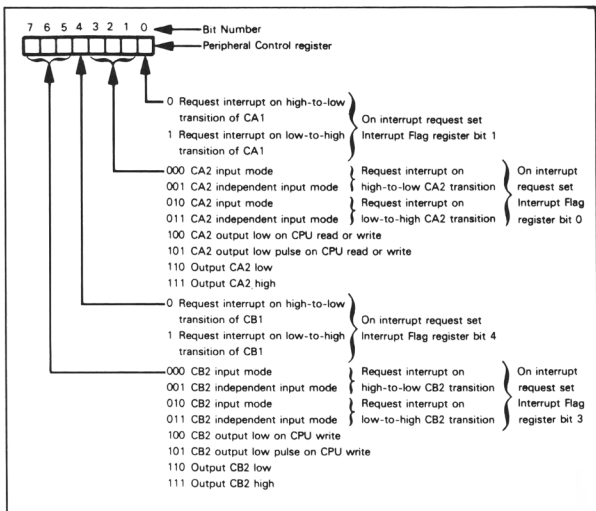 7 6 5 4 3 2 1 0 Bit Number
Peripheral Control register
0 Request interrupt on high-to-low
transition of CA1
1 Request interrupt on low-to-high
transition of CA1
On interrupt request set
Interrupt Flag register bit 1
000 CA2 input mode
001 CA2 independent input mode
Request interrupt on
high-to-low CA2 transition
010 CA2 input mode
011 CA2 independent input mode
Request interrupt on
low-to-high CA2 transition
On interrupt
request set
Interrupt Flag
register bit 0
100 CA2 output low on CPU read or write
101 CA2 output low pulse on CPU read or write
110 Output CA2 low
111 Output CA2 high
0 Request interrupt on high-to-low
transition of CB1
1 Request interrupt on low-to-high
transition of CB1
On interrupt request set
Interrupt Flag register bit 4
000 CB2 input mode
001 CB2 independent input mode
Request interrupt on
high-to-low CB2 transition
010 CB2 input mode
011 CB2 independent input mode
Request interrupt on
low-to-high CB2 transition
On interrupt
request set
Interrupt Flag
register bit 3
100 CB2 output low on CPU write
101 CB2 output low pulse on CPU write
110 Output CB2 low
111 Output CB2 high